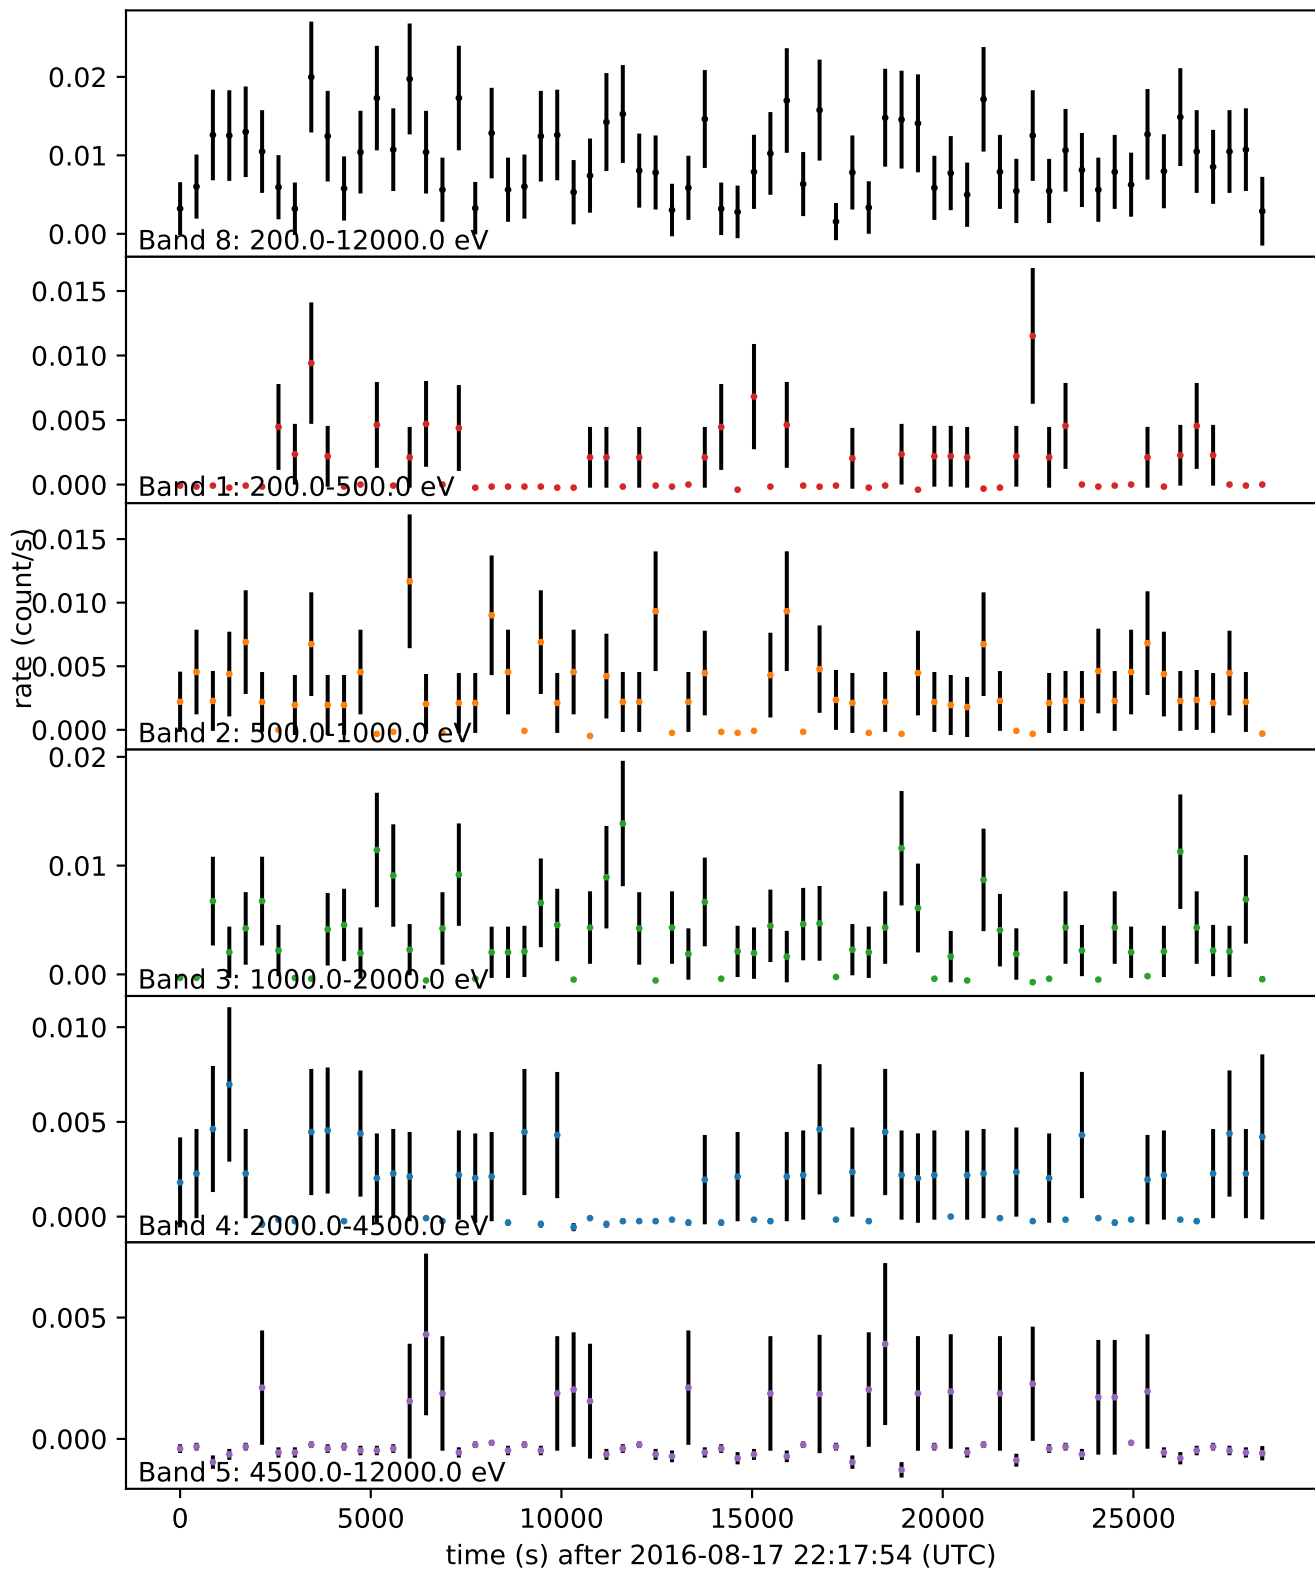 0.02
0.01
0.00
Band 8: 200.0-12000.0 eV
0.015
0.010
0.005
0.000
Band 1: 200.0-500.0 eV
rate (count/s)
0.015
0.010
0.005
0.000
Band 2: 500.0-1000.0 eV
0.02
0.01
0.00
Band 3: 1000.0-2000.0 eV
0.010
0.005
0.000
Band 4: 2000.0-4500.0 eV
0.005
0.000
Band 5: 4500.0-12000.0 eV
0 5000 10000 15000 20000 25000
time (s) after 2016-08-17 22:17:54 (UTC)